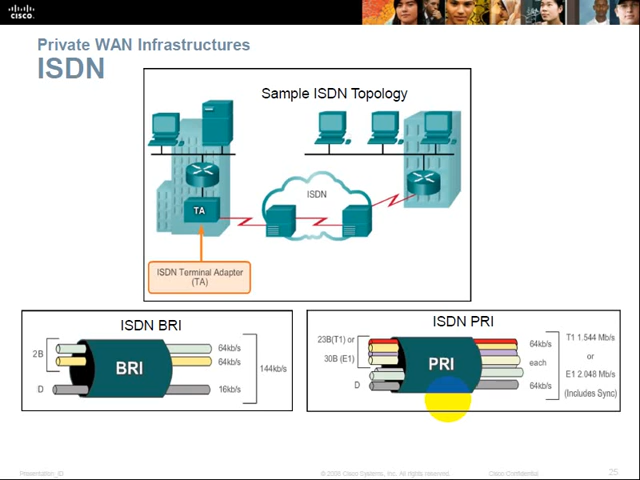 CISCO.
Private WAN Infrastructures
ISDN
Sample ISDN Topology
ISDN
TA
ISDN Terminal Adapter
(TA)
ISDN BRI
2B
D
BRI
64kb/s
64kb/s
16kb/s
144kb/s
ISDN PRI
23B(T1) or
30B (E1)
D
PRI
64kb/s
each
64kb/s
T1 1.544 Mb/s
or
E1 2.048 Mb/s
(Includes Sync)
Presentation_ID
© 2008 Cisco Systems, Inc. All rights reserved.
Cisco Confidential
25